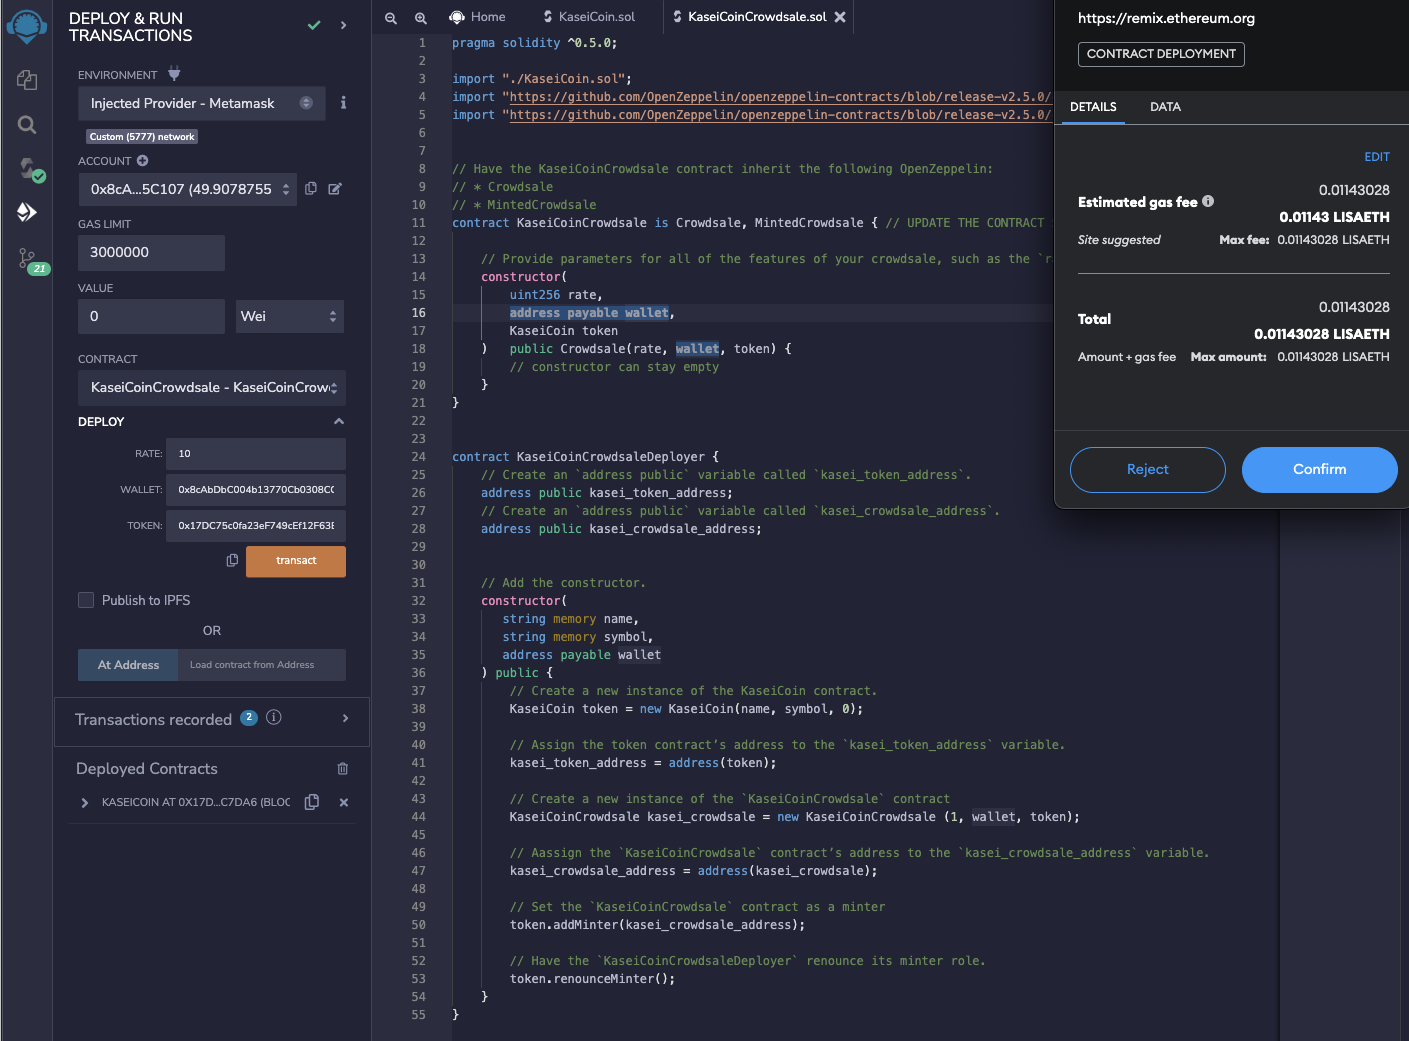 DEPLOY & RUN
TRANSACTIONS
ENVIRONMENT
Injected Provider - Metamask
Custom (5777) network
ACCOUNT
0x8cA...5C107 (49.9078755
GAS LIMIT
3000000
VALUE
0
Wei
CONTRACT
KaseiCoinCrowdsale - KaseiCoinCrow
DEPLOY
RATE: 10
WALLET: 0x8cAbDbC004b13770Cb0308C
TOKEN: 0x17DC75c0fa23eF749cEf12F63
transact
Publish to IPFS
OR
At Address
Load contract from Address
Transactions recorded 2
Deployed Contracts
KASEICOIN AT 0X17D...C7DA6 (BLOC
21
Home
KaseiCoin.sol
KaseiCoinCrowdsale.sol
1 pragma solidity ^0.5.0;
2
3 import "./KaseiCoin.sol";
4 import "https://github.com/OpenZeppelin/openzeppelin-contracts/blob/release-v2.5.0/
5 import "https://github.com/OpenZeppelin/openzeppelin-contracts/blob/release-v2.5.0/
6
7
8 // Have the KaseiCoinCrowdsale contract inherit the following OpenZeppelin:
9 // * Crowdsale
10 // * MintedCrowdsale
11 contract KaseiCoinCrowdsale is Crowdsale, MintedCrowdsale { // UPDATE THE CONTRACT
12
13 // Provide parameters for all of the features of your crowdsale, such as the `r
14 constructor(
15 uint256 rate,
16 address payable wallet,
17 KaseiCoin token
18 ) public Crowdsale(rate, wallet, token) {
19 // constructor can stay empty
20 }
21 }
22
23
24 contract KaseiCoinCrowdsaleDeployer {
25 // Create an `address public` variable called `kasei_token_address`.
26 address public kasei_token_address;
27 // Create an `address public` variable called `kasei_crowdsale_address`.
28 address public kasei_crowdsale_address;
29
30
31 // Add the constructor.
32 constructor(
33 string memory name,
34 string memory symbol,
35 address payable wallet
36 ) public {
37 // Create a new instance of the KaseiCoin contract.
38 KaseiCoin token = new KaseiCoin(name, symbol, 0);
39
40 // Assign the token contract’s address to the `kasei_token_address` variable.
41 kasei_token_address = address(token);
42
43 // Create a new instance of the `KaseiCoinCrowdsale` contract
44 KaseiCoinCrowdsale kasei_crowdsale = new KaseiCoinCrowdsale (1, wallet, token);
45
46 // Aassign the `KaseiCoinCrowdsale` contract’s address to the `kasei_crowdsale_address` variable.
47 kasei_crowdsale_address = address(kasei_crowdsale);
48
49 // Set the `KaseiCoinCrowdsale` contract as a minter
50 token.addMinter(kasei_crowdsale_address);
51
52 // Have the `KaseiCoinCrowdsaleDeployer` renounce its minter role.
53 token.renounceMinter();
54 }
55 }
https://remix.ethereum.org
CONTRACT DEPLOYMENT
DETAILS
DATA
EDIT
0.01143028
Estimated gas fee
0.01143 LISAETH
Site suggested
Max fee: 0.01143028 LISAETH
0.01143028
Total
0.01143028 LISAETH
Amount + gas fee
Max amount: 0.01143028 LISAETH
Reject
Confirm